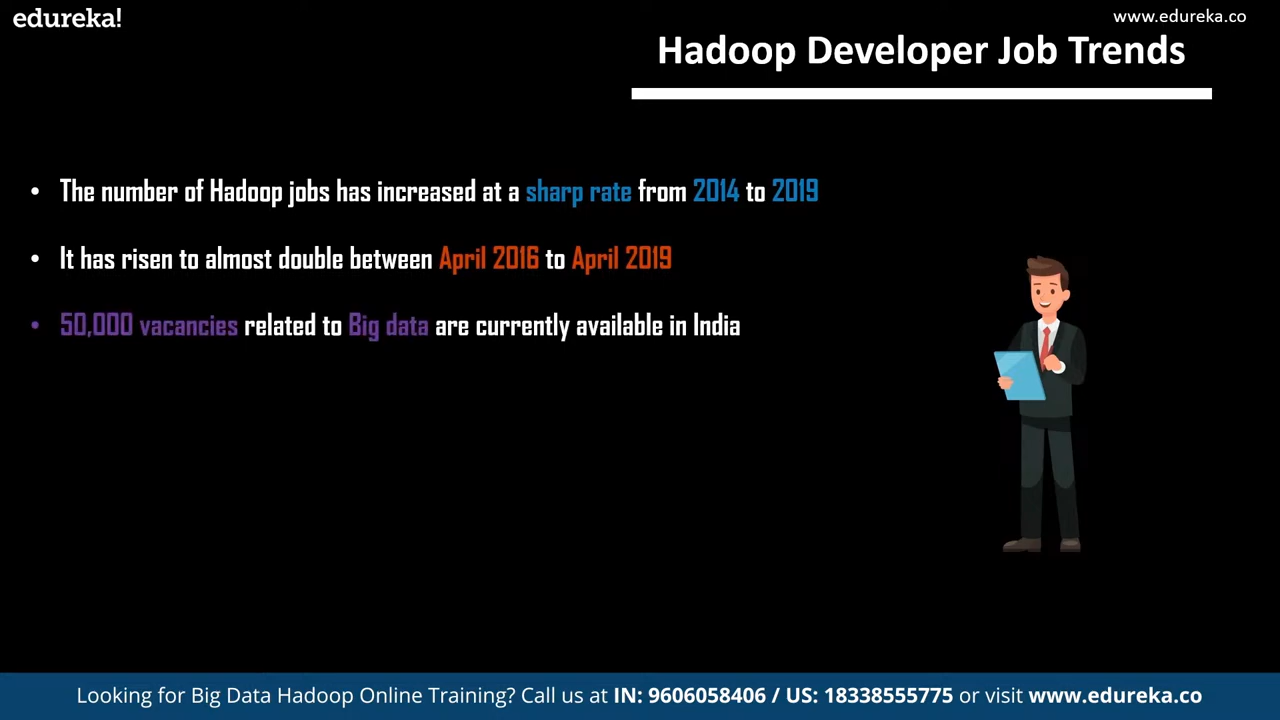 edureka!
www.edureka.co
Hadoop Developer Job Trends
• The number of Hadoop jobs has increased at a sharp rate from 2014 to 2019
• It has risen to almost double between April 2016 to April 2019
• 50,000 vacancies related to Big data are currently available in India
Looking for Big Data Hadoop Online Training? Call us at IN: 9606058406 / US: 18338555775 or visit www.edureka.co